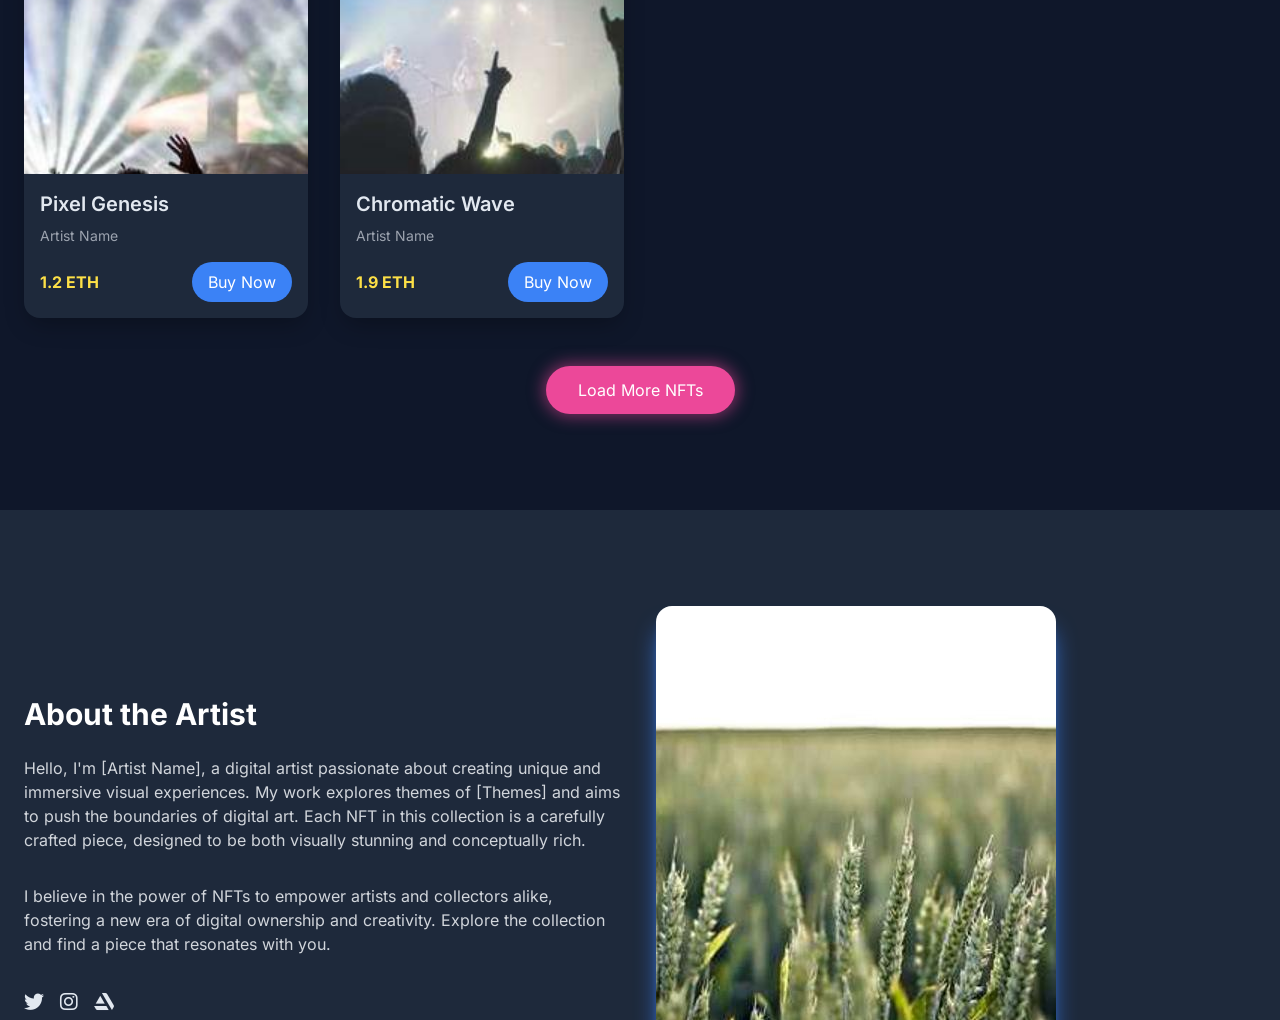 Pixel Genesis
Artist Name
1.2 ETH
Buy Now
Chromatic Wave
Artist Name
1.9 ETH
Buy Now
Load More NFTs
About the Artist
Hello, I'm [Artist Name], a digital artist passionate about creating unique and
immersive visual experiences. My work explores themes of [Themes] and aims
to push the boundaries of digital art. Each NFT in this collection is a carefully
crafted piece, designed to be both visually stunning and conceptually rich.
I believe in the power of NFTs to empower artists and collectors alike,
fostering a new era of digital ownership and creativity. Explore the collection
and find a piece that resonates with you.